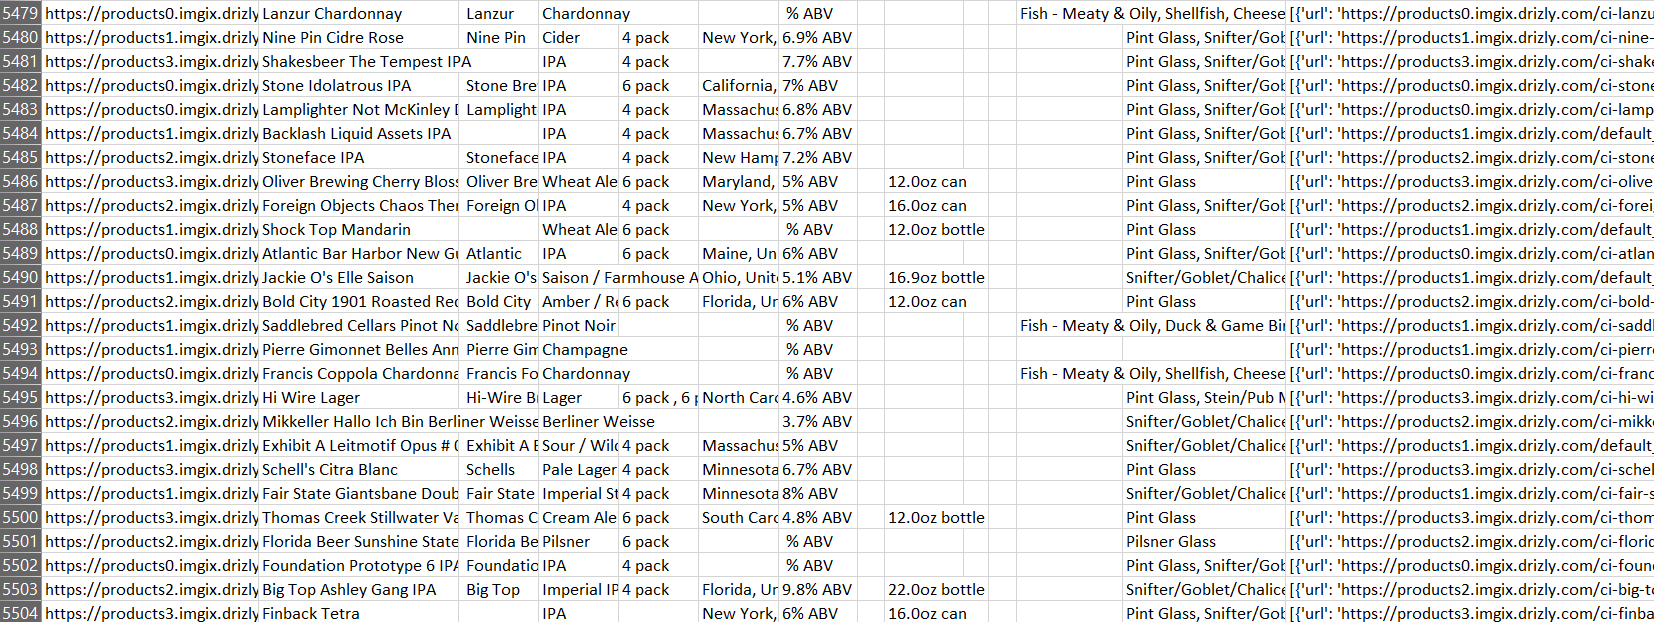 5479 https://products0.imgix.drizly Lanzur Chardonnay Lanzur Chardonnay % ABV Fish - Meaty & Oily, Shellfish, Cheese [{'url': 'https://products0.imgix.drizly.com/ci-lanzu
5480 https://products1.imgix.drizly Nine Pin Cidre Rose Nine Pin Cider 4 pack New York, 6.9% ABV Pint Glass, Snifter/Gob [{'url': 'https://products1.imgix.drizly.com/ci-nine-
5481 https://products3.imgix.drizly Shakesbeer The Tempest IPA IPA 4 pack 7.7% ABV Pint Glass, Snifter/Gob [{'url': 'https://products3.imgix.drizly.com/ci-shake
5482 https://products0.imgix.drizly Stone Idolatrous IPA Stone Bre IPA 6 pack California, 7% ABV Pint Glass, Snifter/Gob [{'url': 'https://products0.imgix.drizly.com/ci-stone
5483 https://products0.imgix.drizly Lamplighter Not McKinley Lamplight IPA 4 pack Massachus 6.8% ABV Pint Glass, Snifter/Gob [{'url': 'https://products0.imgix.drizly.com/ci-lamp
5484 https://products1.imgix.drizly Backlash Liquid Assets IPA IPA 4 pack Massachus 6.7% ABV Pint Glass, Snifter/Gob [{'url': 'https://products1.imgix.drizly.com/default_
5485 https://products2.imgix.drizly Stoneface IPA Stoneface IPA 4 pack New Hamp 7.2% ABV Pint Glass, Snifter/Gob [{'url': 'https://products2.imgix.drizly.com/ci-stone
5486 https://products3.imgix.drizly Oliver Brewing Cherry Bloss Oliver Bre Wheat Ale 6 pack Maryland, 5% ABV 12.0oz can Pint Glass [{'url': 'https://products3.imgix.drizly.com/ci-olive
5487 https://products2.imgix.drizly Foreign Objects Chaos Ther Foreign Ol IPA 4 pack New York, 5% ABV 16.0oz can Pint Glass, Snifter/Gob [{'url': 'https://products2.imgix.drizly.com/ci-forei
5488 https://products1.imgix.drizly Shock Top Mandarin Wheat Ale 6 pack % ABV 12.0oz bottle Pint Glass [{'url': 'https://products1.imgix.drizly.com/default_
5489 https://products0.imgix.drizly Atlantic Bar Harbor New Gu Atlantic IPA 6 pack Maine, Un 6% ABV Pint Glass, Snifter/Gob [{'url': 'https://products0.imgix.drizly.com/ci-atlan
5490 https://products1.imgix.drizly Jackie O's Elle Saison Jackie O's Saison / Farmhouse A Ohio, Unit 5.1% ABV 16.9oz bottle Snifter/Goblet/Chalice [{'url': 'https://products1.imgix.drizly.com/default_
5491 https://products2.imgix.drizly Bold City 1901 Roasted Red Bold City Amber / Re 6 pack Florida, Ur 6% ABV 12.0oz can Pint Glass [{'url': 'https://products2.imgix.drizly.com/ci-bold-
5492 https://products1.imgix.drizly Saddlebred Cellars Pinot No Saddlebre Pinot Noir % ABV Fish - Meaty & Oily, Duck & Game Bi [{'url': 'https://products1.imgix.drizly.com/ci-saddl
5493 https://products1.imgix.drizly Pierre Gimonnet Belles Ann Pierre Gim Champagne % ABV [{'url': 'https://products1.imgix.drizly.com/ci-pierr
5494 https://products0.imgix.drizly Francis Coppola Chardonna Francis Fo Chardonnay % ABV Fish - Meaty & Oily, Shellfish, Cheese [{'url': 'https://products0.imgix.drizly.com/ci-franc
5495 https://products3.imgix.drizly Hi Wire Lager Hi-Wire B Lager 6 pack , 6 p North Carc 4.6% ABV Pint Glass, Stein/Pub M [{'url': 'https://products3.imgix.drizly.com/ci-hi-wi
5496 https://products2.imgix.drizly Mikkeller Hallo Ich Bin Berliner Weisse Berliner Weisse 3.7% ABV Snifter/Goblet/Chalice [{'url': 'https://products2.imgix.drizly.com/ci-mikk
5497 https://products1.imgix.drizly Exhibit A Leitmotif Opus # Exhibit A E Sour / Wild 4 pack Massachus 5% ABV Snifter/Goblet/Chalice [{'url': 'https://products1.imgix.drizly.com/default_
5498 https://products3.imgix.drizly Schell's Citra Blanc Schells Pale Lager 4 pack Minnesota 6.7% ABV Pint Glass [{'url': 'https://products3.imgix.drizly.com/ci-schel
5499 https://products1.imgix.drizly Fair State Giantsbane Doub Fair State Imperial St 4 pack Minnesota 8% ABV Snifter/Goblet/Chalice [{'url': 'https://products1.imgix.drizly.com/ci-fair-s
5500 https://products3.imgix.drizly Thomas Creek Stillwater Va Thomas C Cream Ale 6 pack South Carc 4.8% ABV 12.0oz bottle Pint Glass [{'url': 'https://products3.imgix.drizly.com/ci-thom
5501 https://products2.imgix.drizly Florida Beer Sunshine State Florida Be Pilsner 6 pack % ABV Pilsner Glass [{'url': 'https://products2.imgix.drizly.com/ci-florid
5502 https://products0.imgix.drizly Foundation Prototype 6 IPA Foundatio IPA 4 pack % ABV Pint Glass, Snifter/Gob [{'url': 'https://products0.imgix.drizly.com/ci-foun
5503 https://products2.imgix.drizly Big Top Ashley Gang IPA Big Top Imperial IP 4 pack Florida, Ur 9.8% ABV 22.0oz bottle Snifter/Goblet/Chalice [{'url': 'https://products2.imgix.drizly.com/ci-big-to
5504 https://products3.imgix.drizly Finback Tetra IPA New York, 6% ABV 16.0oz can Pint Glass, Snifter/Gob [{'url': 'https://products3.imgix.drizly.com/ci-finba